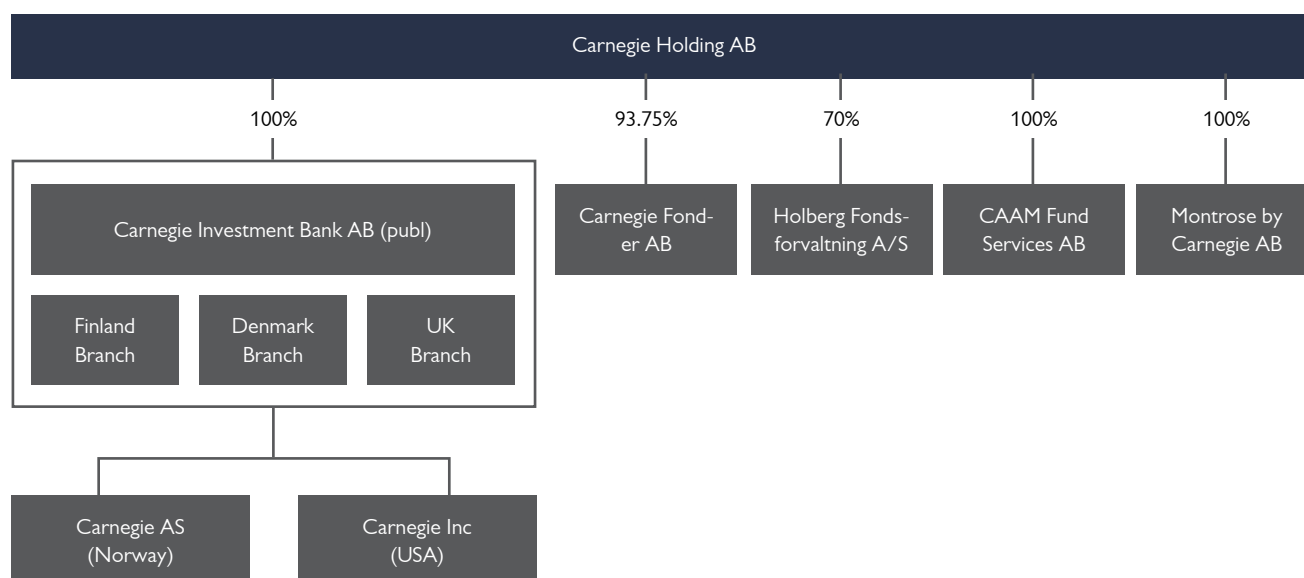 Carnegie Holding AB
100%
93.75%
70%
100%
100%
Carnegie Investment Bank AB (publ)
Carnegie Fond-
er AB
Holberg Fonds-
forvaltning A/S
CAAM Fund
Services AB
Montrose by
Carnegie AB
Finland
Branch
Denmark
Branch
UK
Branch
Carnegie AS
(Norway)
Carnegie Inc
(USA)